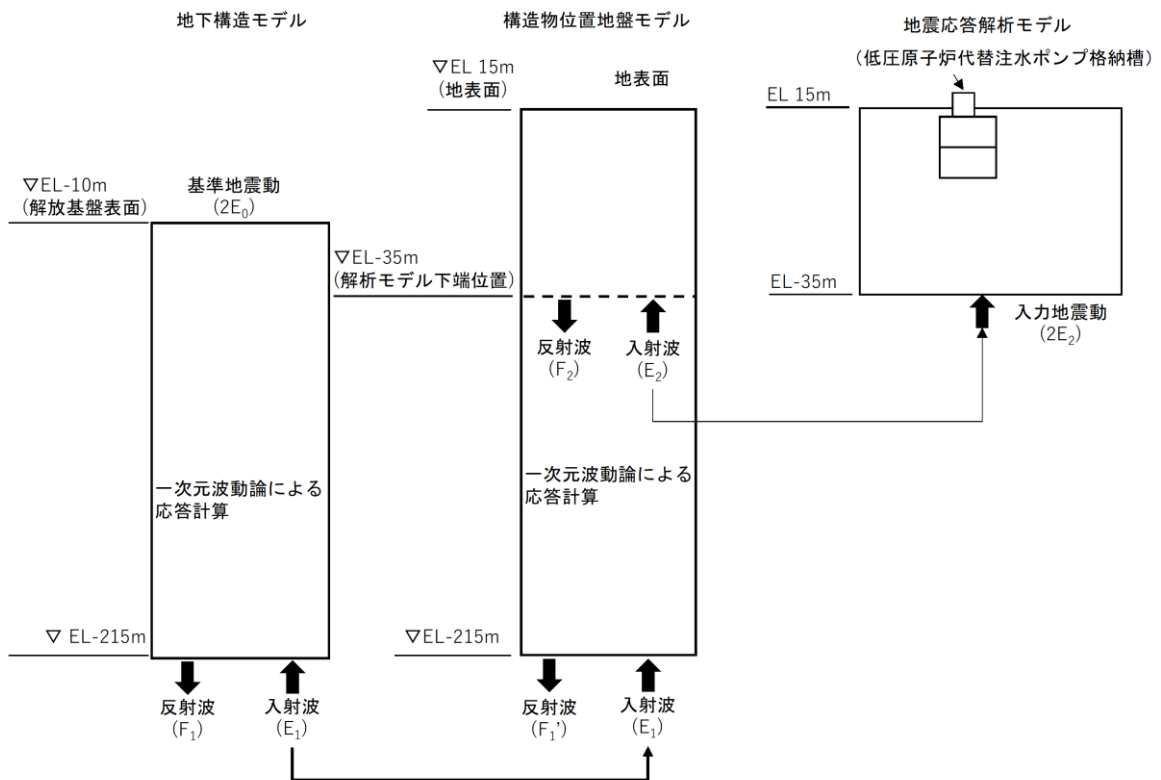 地下構造モデル
▽EL-10m
(解放基盤表面)
基準地震動
(2E₀)
一次元波動論による
応答計算
▽ EL-215m
反射波
(F₁)
入射波
(E₁)
構造物位置地盤モデル
▽EL 15m
(地表面)
地表面
▽EL-35m
(解析モデル下端位置)
反射波
(F₂)
入射波
(E₂)
一次元波動論による
応答計算
▽EL-215m
反射波
(F₁’)
入射波
(E₁)
地震応答解析モデル
(低圧原子炉代替注水ポンプ格納槽)
EL 15m
EL-35m
入力地震動
(2E₂)